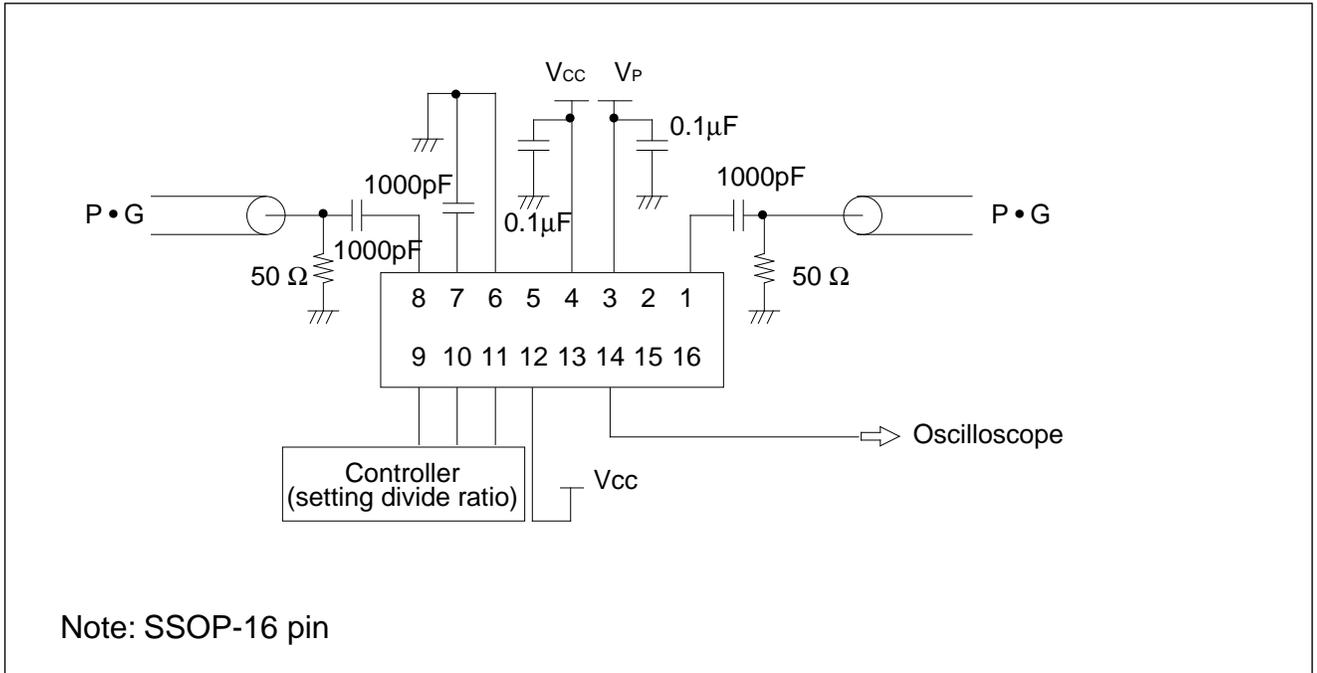 VCC VP
0.1μF
1000pF 1000pF
P•G P•G
0.1μF
1000pF
50 Ω 50 Ω
8 7 6 5 4 3 2 1
9 10 11 12 13 14 15 16
Oscilloscope
Controller
(setting divide ratio)
Vcc
Note: SSOP-16 pin